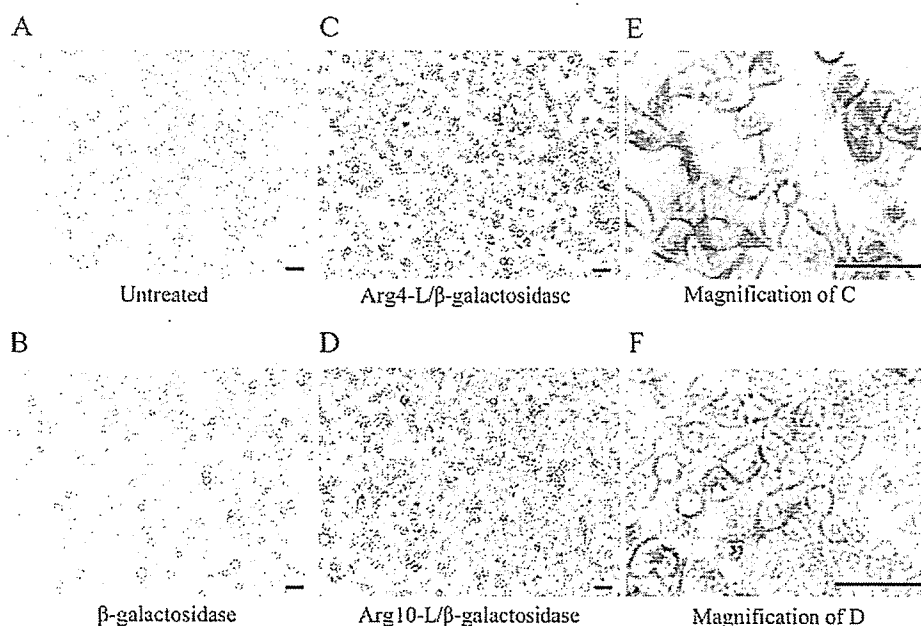 A
C
E
Untreated
Arg4-L/β-galactosidase
Magnification of C
B
D
F
β-galactosidase
Arg10-L/β-galactosidase
Magnification of D